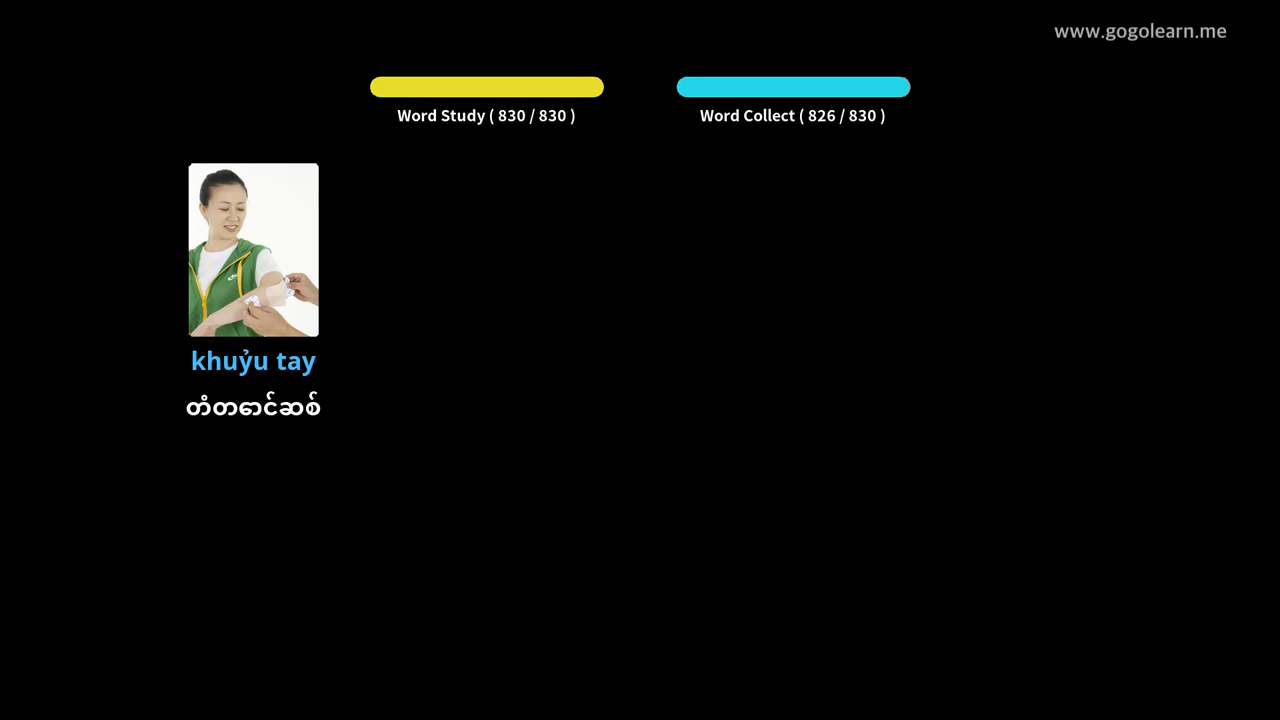 www.gogolearn.me
Word Study ( 830 / 830 )
Word Collect ( 826 / 830 )
khuỷu tay
တံတောင်ဆစ်